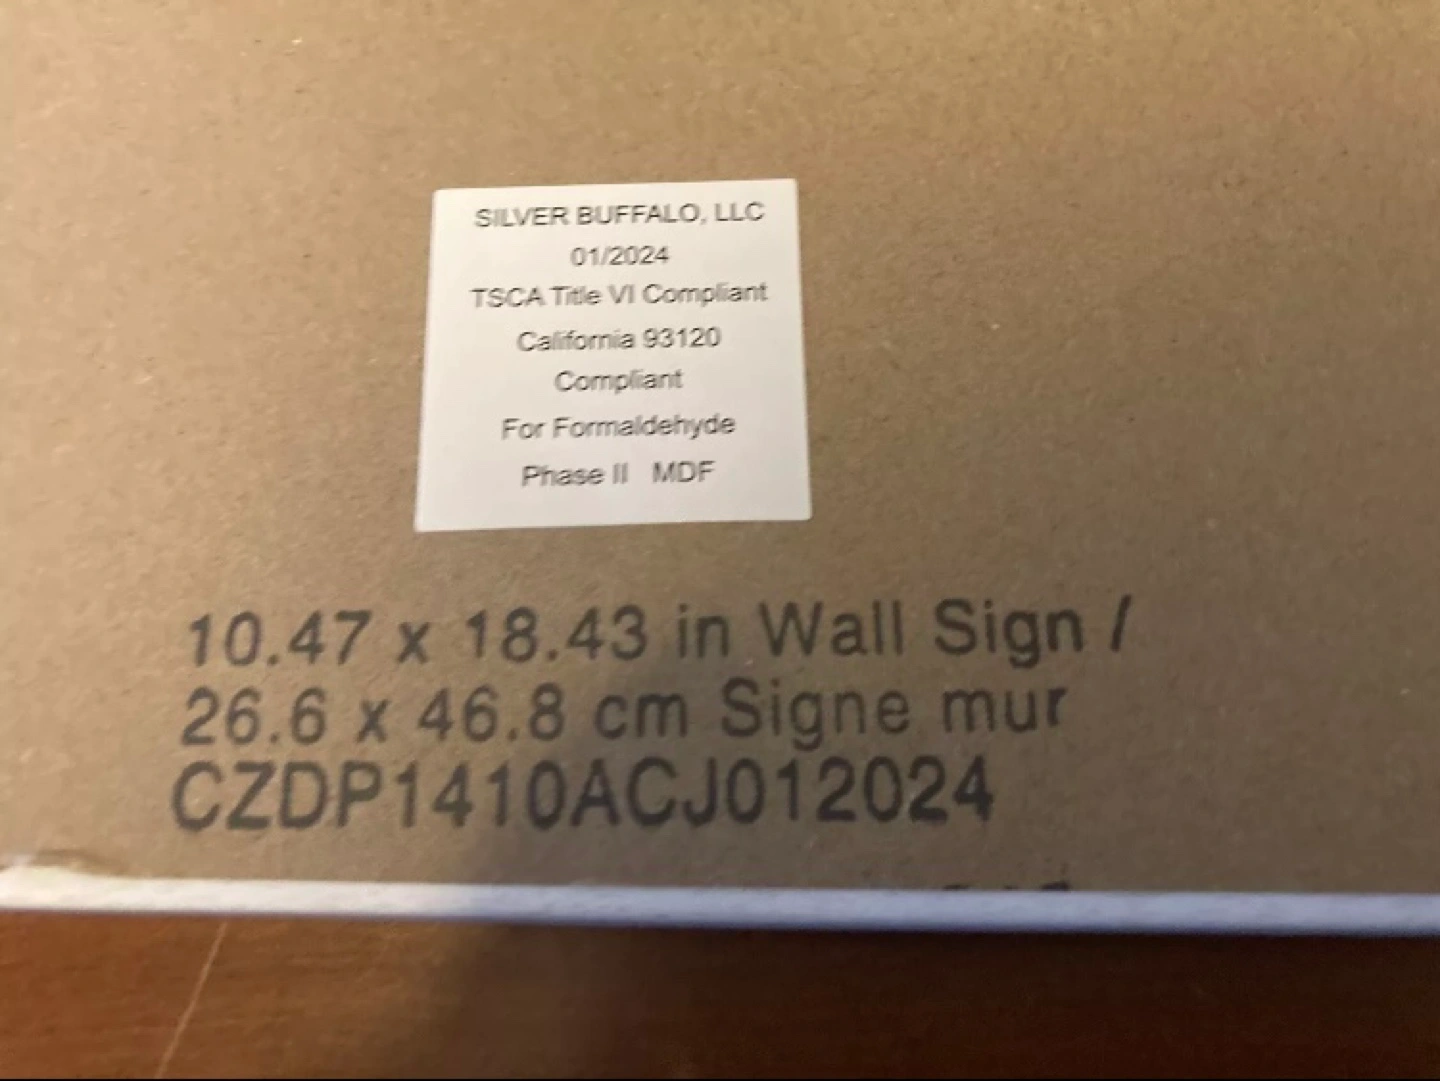 SILVER BUFFALO, LLC
01/2024
TSCA Title VI Compliant
California 93120
Compliant
For Formaldehyde
Phase II MDF
10.47 x 18.43 in Wall Sign /
26.6 x 46.8 cm Signe mur
CZDP1410ACJ012024